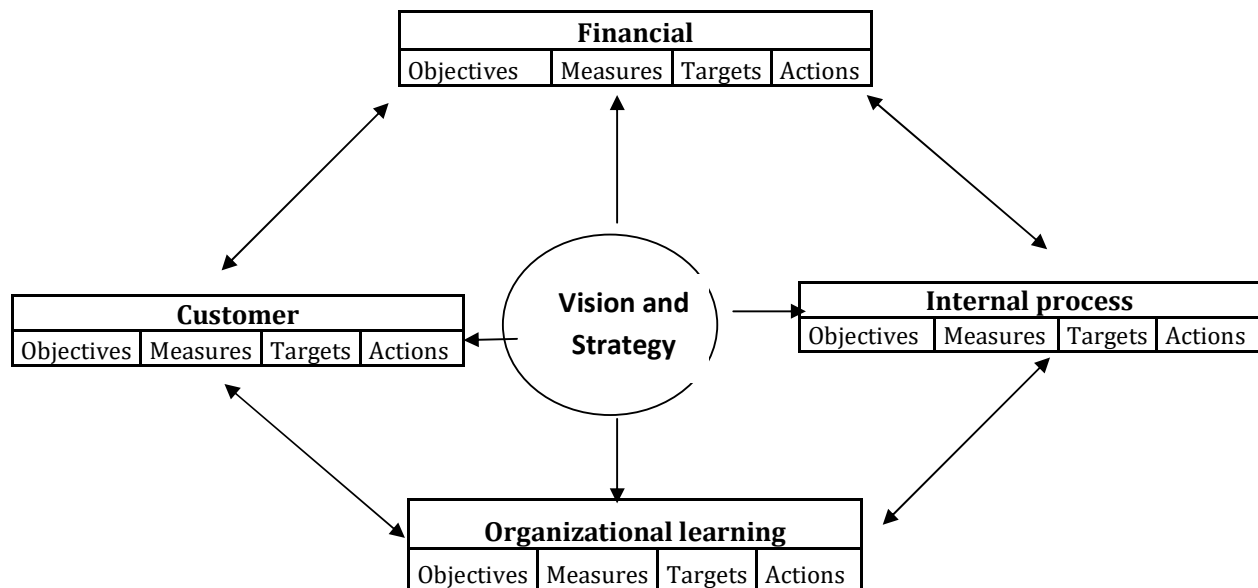 Financial
Objectives Measures Targets Actions
Vision and
Strategy
Customer
Objectives Measures Targets Actions
Internal process
Objectives Measures Targets Actions
Organizational learning
Objectives Measures Targets Actions